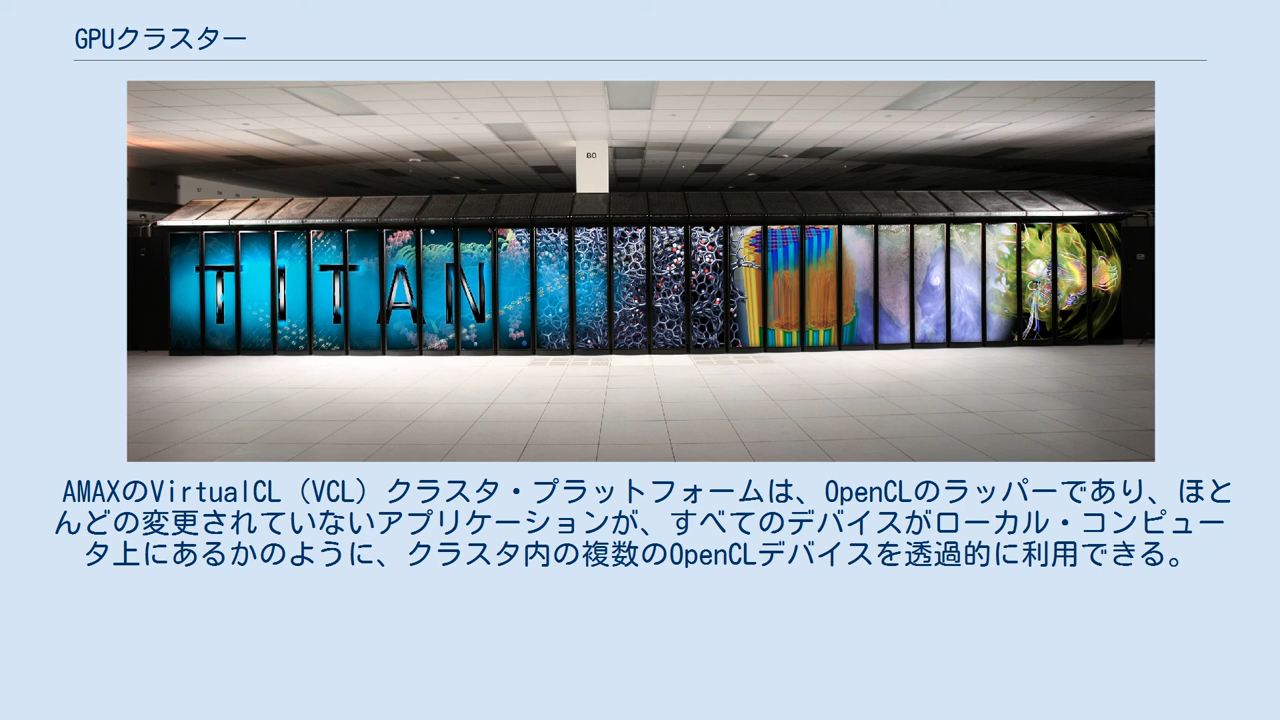 GPUクラスター
BO
TITAN
AMAXのVirtualCL（VCL）クラスタ・プラットフォームは、OpenCLのラッパーであり、ほと
んどの変更されていないアプリケーションが、すべてのデバイスがローカル・コンピュー
タ上にあるかのように、クラスタ内の複数のOpenCLデバイスを透過的に利用できる。